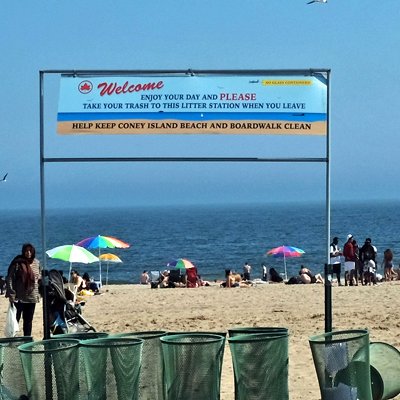 Welcome
NO GLASS CONTAINERS
ENJOY YOUR DAY AND PLEASE
TAKE YOUR TRASH TO THIS LITTER STATION WHEN YOU LEAVE
HELP KEEP CONEY ISLAND BEACH AND BOARDWALK CLEAN